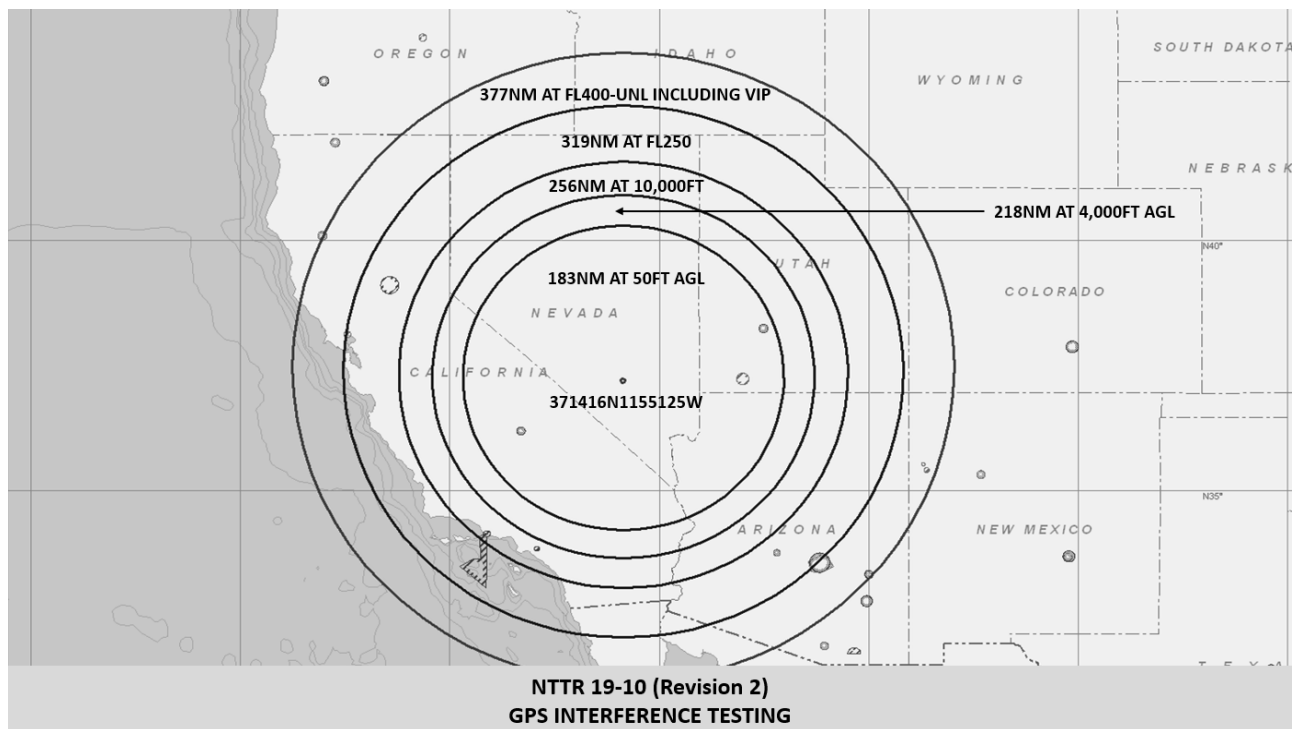 OREGON
IDAHO
SOUTH DAKOTA
WYOMING
377NM AT FL400-UNL INCLUDING VIP
319NM AT FL250
NEBRASK
256NM AT 10,000FT
218NM AT 4,000FT AGL
N40°
UTAH
183NM AT 50FT AGL
COLORADO
NEVADA
CALIFORNIA
371416N1155125W
N35°
ARIZONA
NEW MEXICO
NTTR 19-10 (Revision 2)
GPS INTERFERENCE TESTING